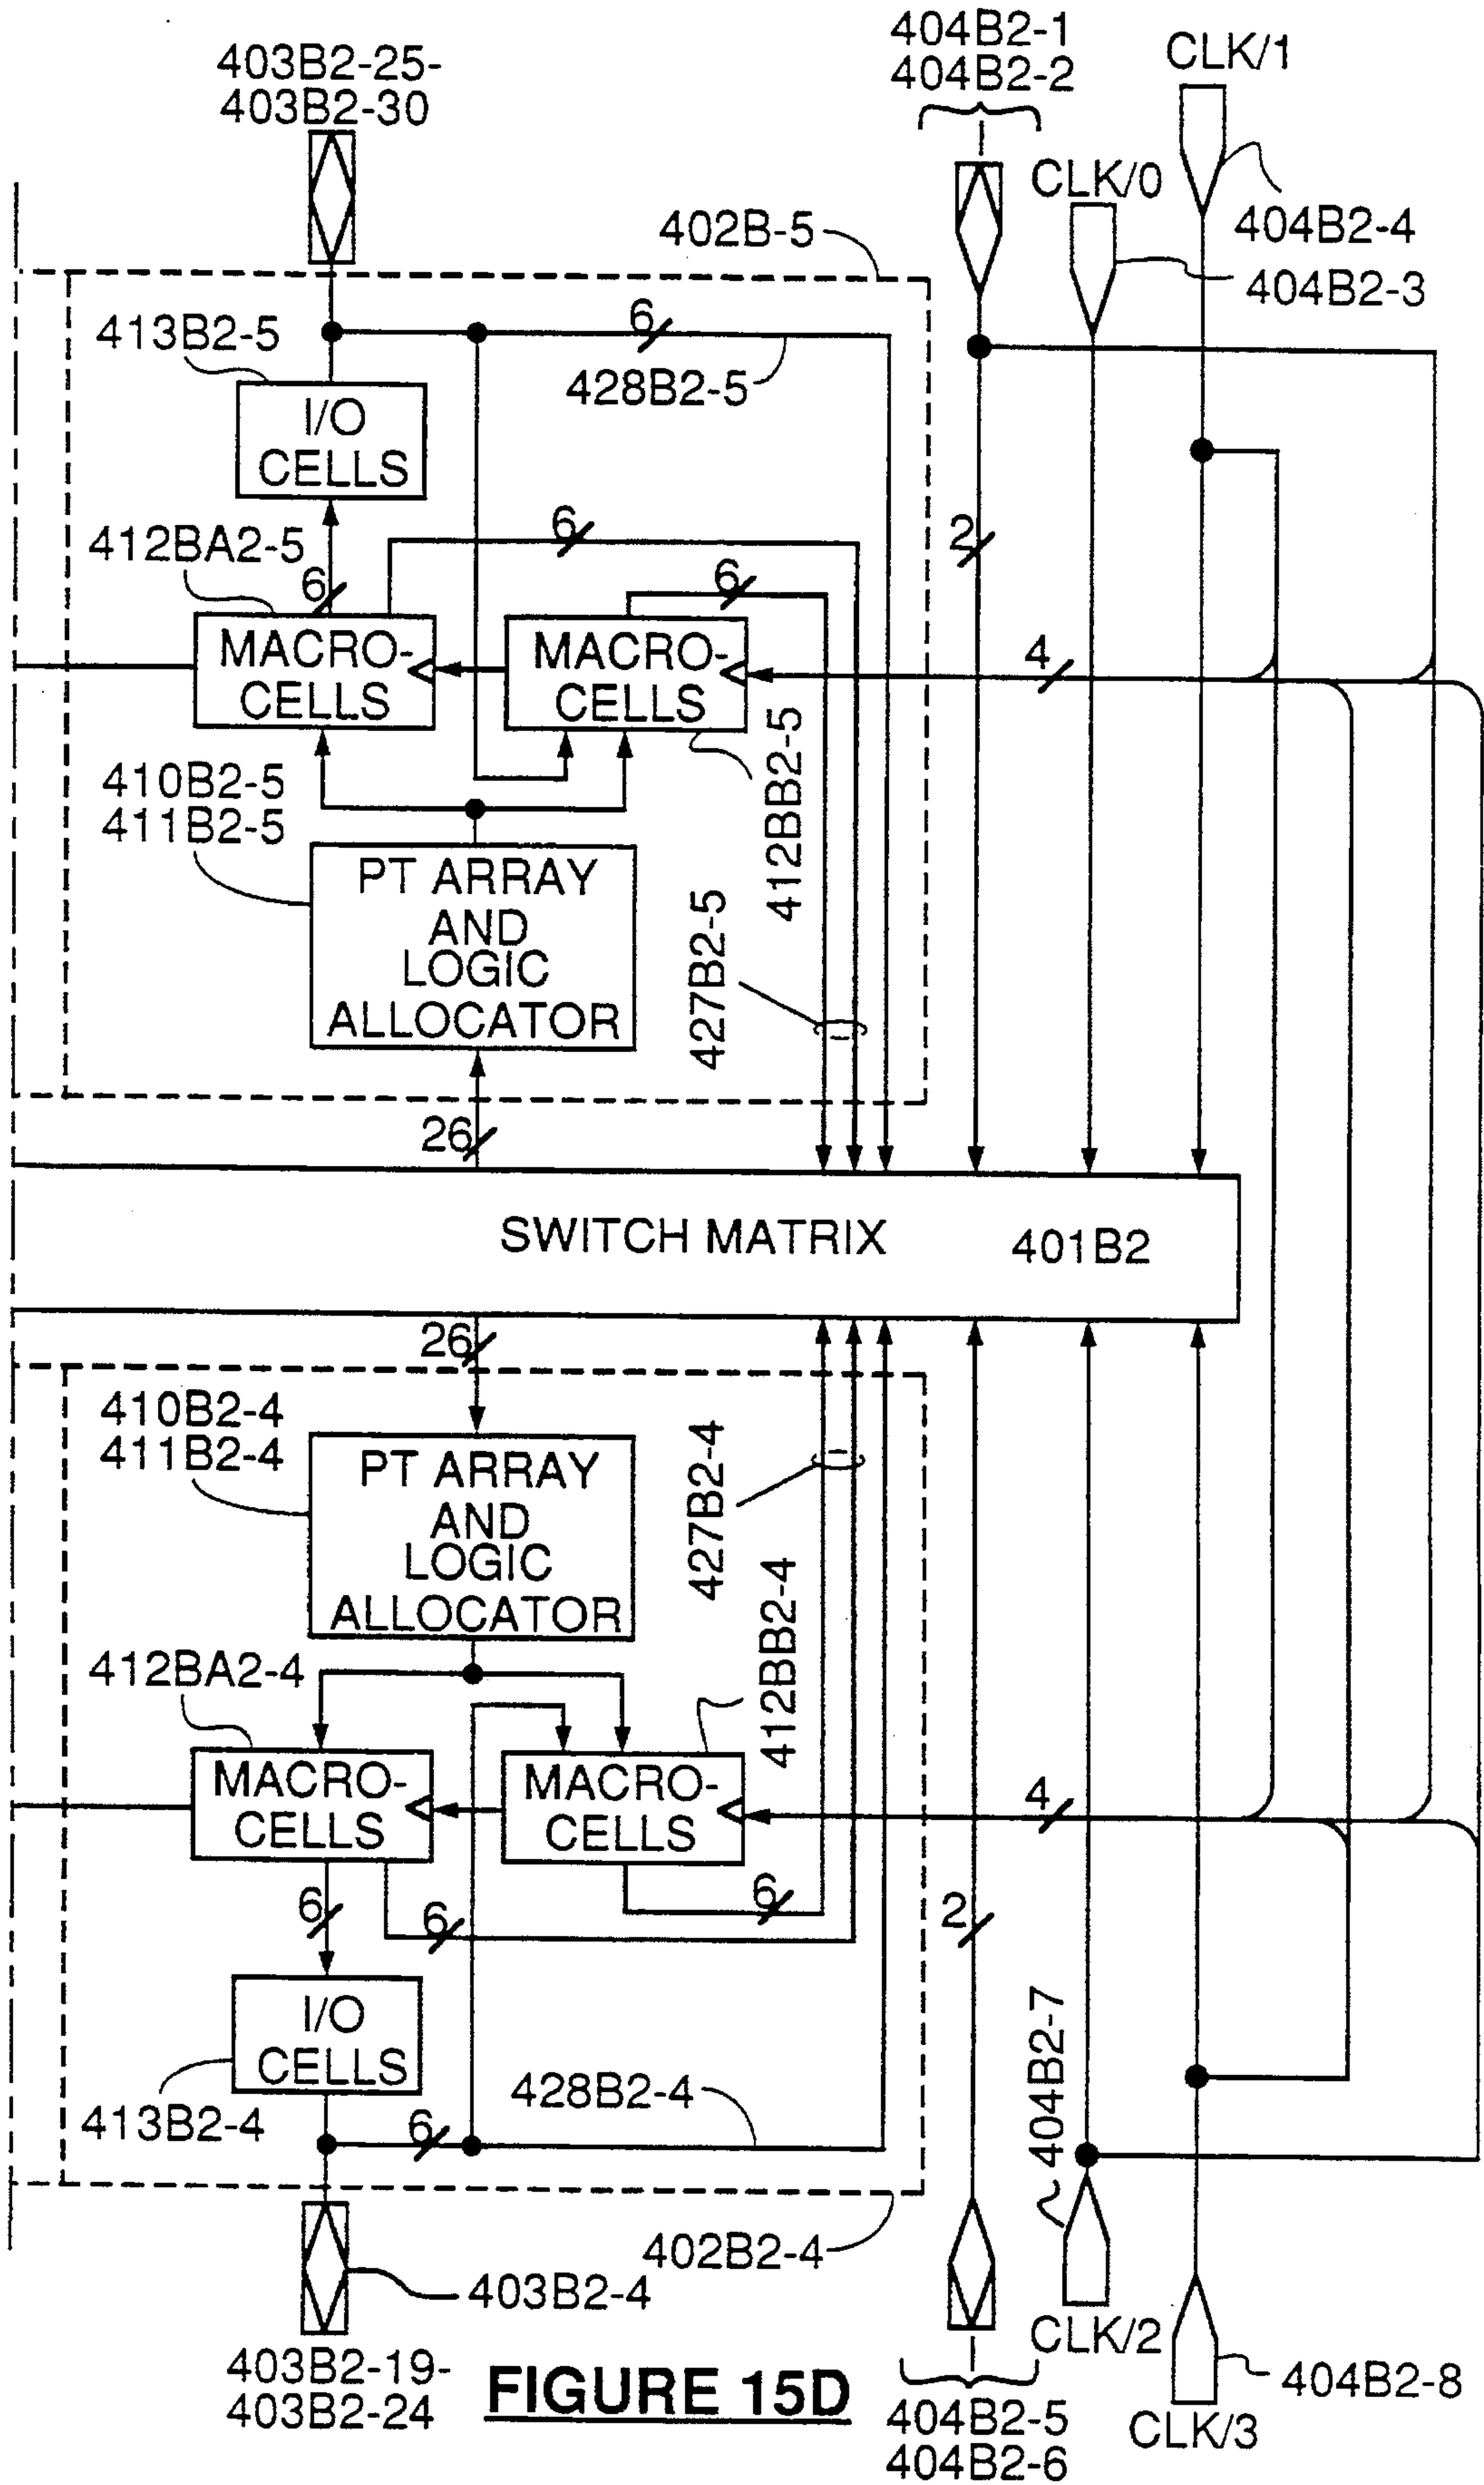 403B2-25-
403B2-30
404B2-1
404B2-2
CLK/1
CLK/0
404B2-4
404B2-3
402B-5
413B2-5
6
428B2-5
I/O
CELLS
412BA2-5
6
6
6
2
MACRO-
CELLS
MACRO-
CELLS
4
410B2-5
411B2-5
412BB2-5
PT ARRAY
AND
LOGIC
ALLOCATOR
427B2-5
26
SWITCH MATRIX
401B2
26
410B2-4
411B2-4
PT ARRAY
AND
LOGIC
ALLOCATOR
427B2-4
412BB2-4
412BA2-4
MACRO-
CELLS
MACRO-
CELLS
4
6
6
6
2
I/O
CELLS
413B2-4
6
428B2-4
404B2-7
402B2-4
403B2-4
403B2-19-
403B2-24
FIGURE 15D
404B2-5
404B2-6
CLK/2
CLK/3
404B2-8